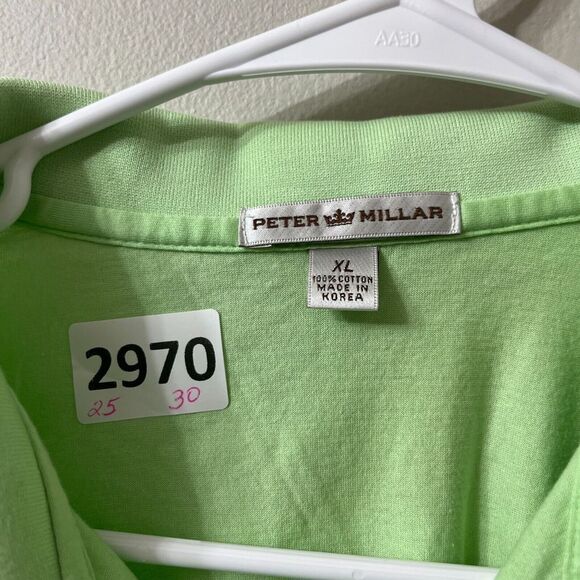 AA30
PETER MILLAR
XL
100% COTTON
MADE IN
KOREA
2970
25 30